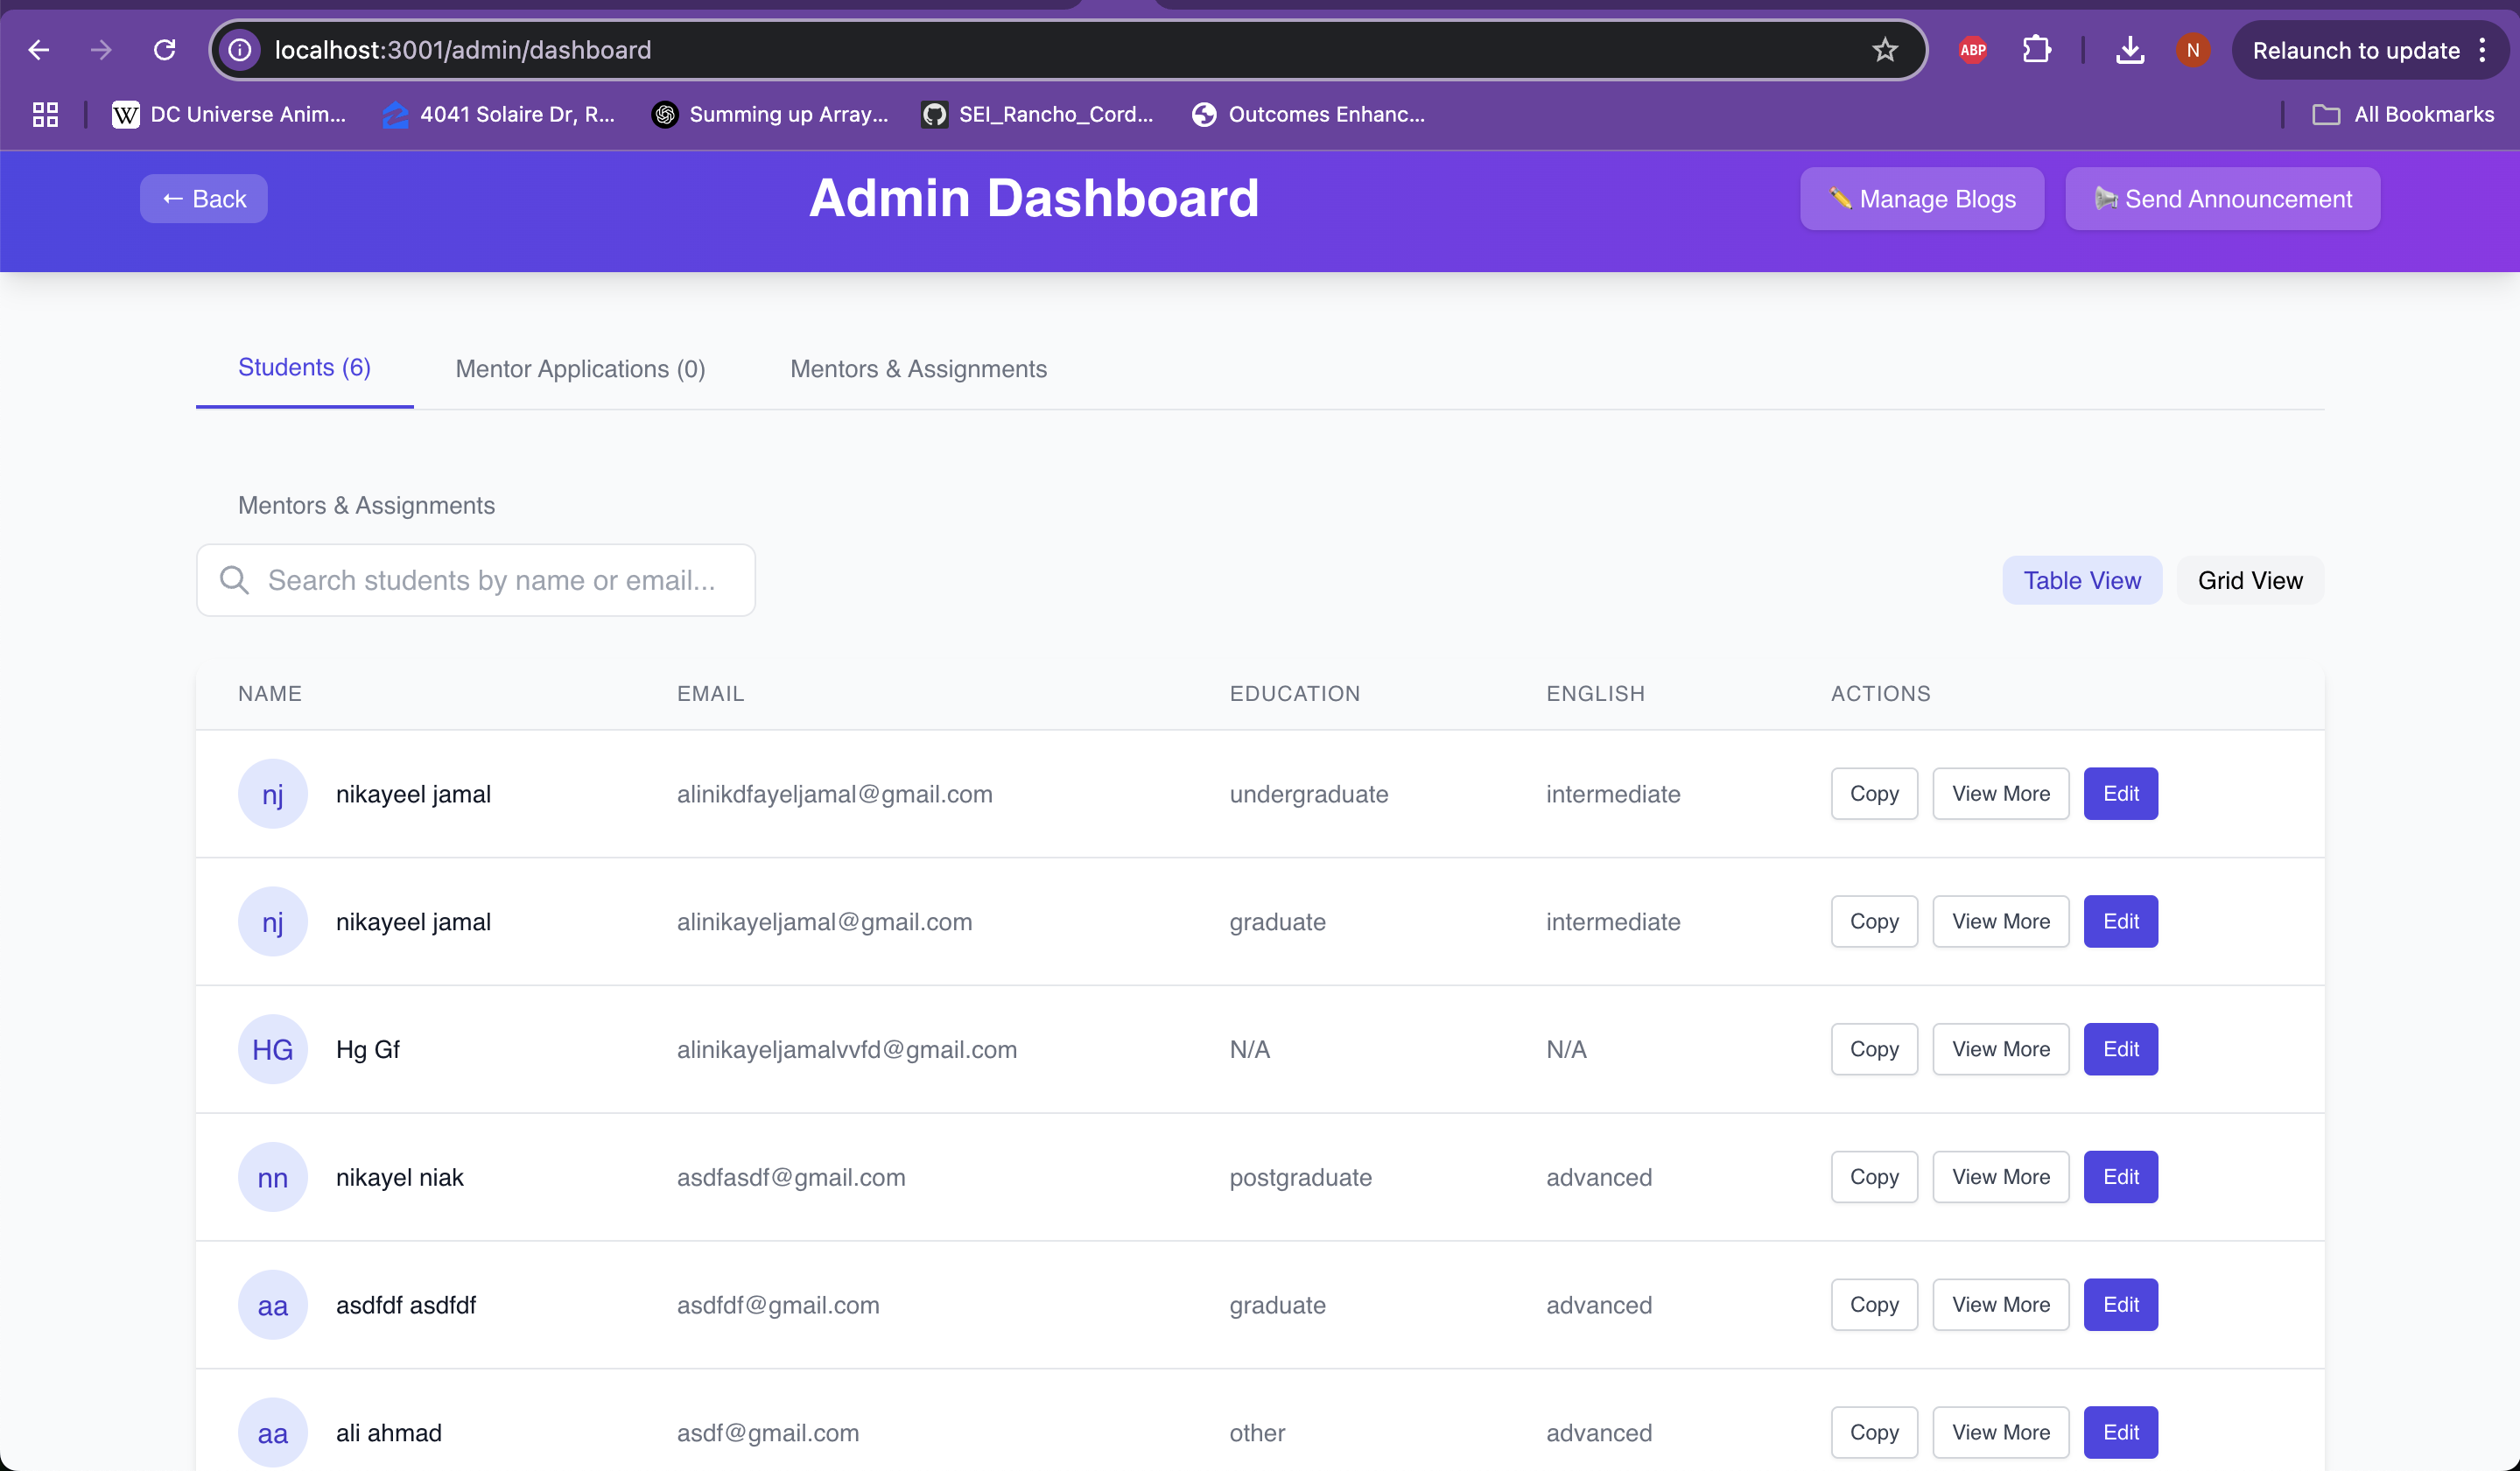 localhost:3001/admin/dashboard
ABP
N
Relaunch to update
W DC Universe Anim...
4041 Solaire Dr, R...
Summing up Array...
SEI_Rancho_Cord...
Outcomes Enhanc...
All Bookmarks
← Back
Admin Dashboard
✏️ Manage Blogs
📢 Send Announcement
Students (6)
Mentor Applications (0)
Mentors & Assignments
Mentors & Assignments
Search students by name or email...
Table View
Grid View
NAME EMAIL EDUCATION ENGLISH ACTIONS
nj nikayeel jamal alinikdfayeljamal@gmail.com undergraduate intermediate Copy View More Edit
nj nikayeel jamal alinikayeljamal@gmail.com graduate intermediate Copy View More Edit
HG Hg Gf alinikayeljamalvvfd@gmail.com N/A N/A Copy View More Edit
nn nikayel niak asdfasdf@gmail.com postgraduate advanced Copy View More Edit
aa asdfdf asdfdf asdfdf@gmail.com graduate advanced Copy View More Edit
aa ali ahmad asdf@gmail.com other advanced Copy View More Edit